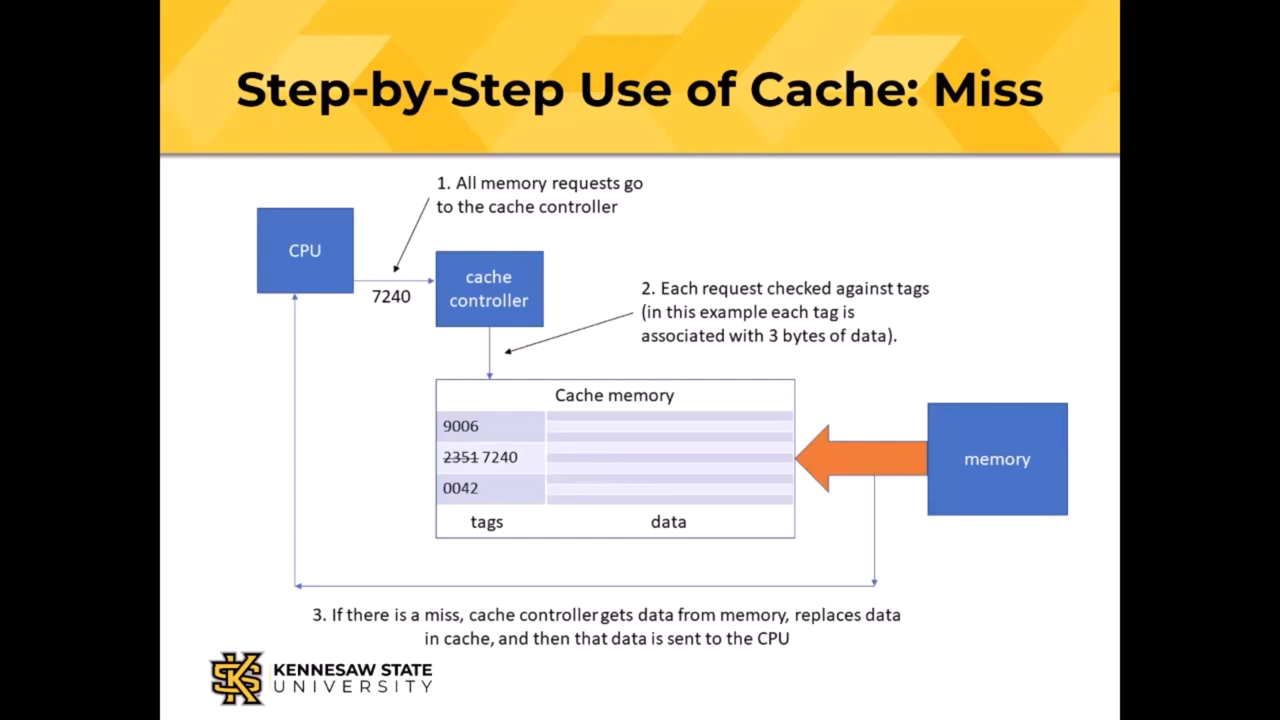 Step-by-Step Use of Cache: Miss
1. All memory requests go
to the cache controller
CPU
7240
cache
controller
2. Each request checked against tags
(in this example each tag is
associated with 3 bytes of data).
Cache memory
9006
2351 7240
0042
tags
data
memory
3. If there is a miss, cache controller gets data from memory, replaces data
in cache, and then that data is sent to the CPU
KS
KENNESAW STATE
UNIVERSITY